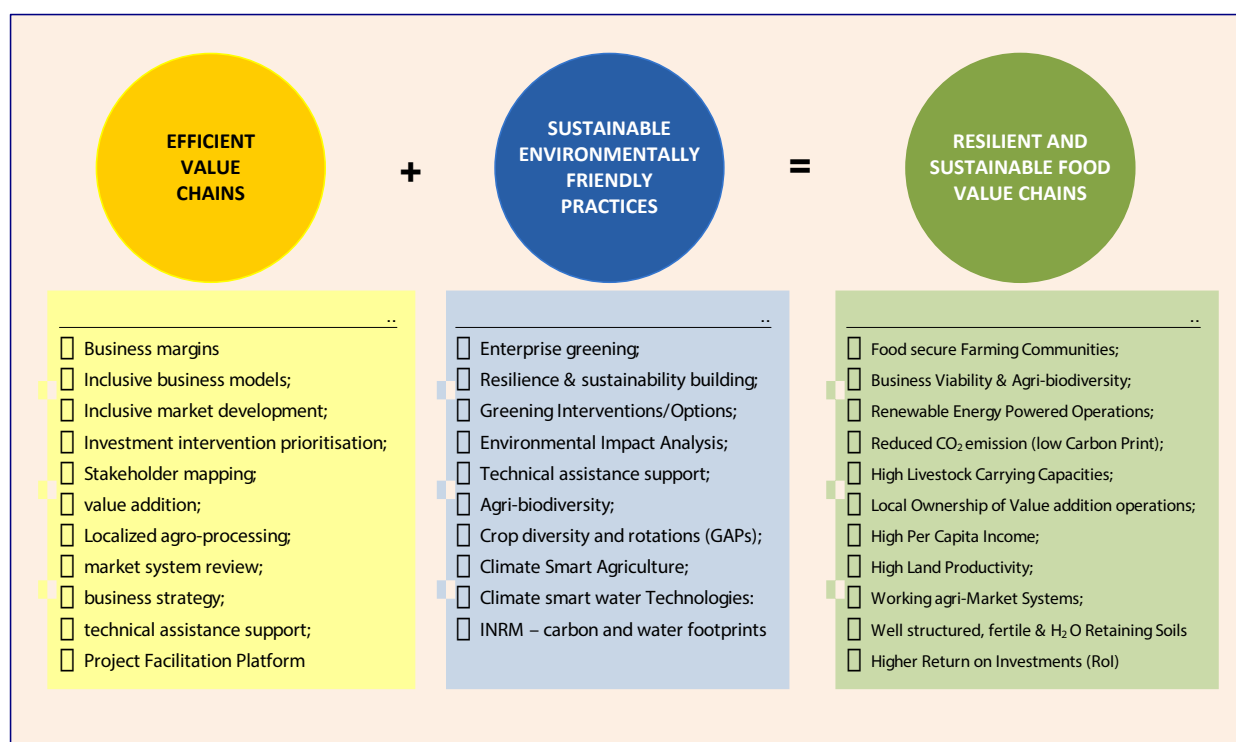 EFFICIENT
VALUE
CHAINS
+
SUSTAINABLE
ENVIRONMENTALLY
FRIENDLY
PRACTICES
=
RESILIENT AND
SUSTAINABLE FOOD
VALUE CHAINS
..
Business margins
Inclusive business models;
Inclusive market development;
Investment intervention prioritisation;
Stakeholder mapping;
value addition;
Localized agro-processing;
market system review;
business strategy;
technical assistance support;
Project Facilitation Platform
..
Enterprise greening;
Resilience & sustainability building;
Greening Interventions/Options;
Environmental Impact Analysis;
Technical assistance support;
Agri-biodiversity;
Crop diversity and rotations (GAPs);
Climate Smart Agriculture;
Climate smart water Technologies:
INRM – carbon and water footprints
..
Food secure Farming Communities;
Business Viability & Agri-biodiversity;
Renewable Energy Powered Operations;
Reduced CO₂ emission (low Carbon Print);
High Livestock Carrying Capacities;
Local Ownership of Value addition operations;
High Per Capita Income;
High Land Productivity;
Working agri-Market Systems;
Well structured, fertile & H₂O Retaining Soils
Higher Return on Investments (RoI)